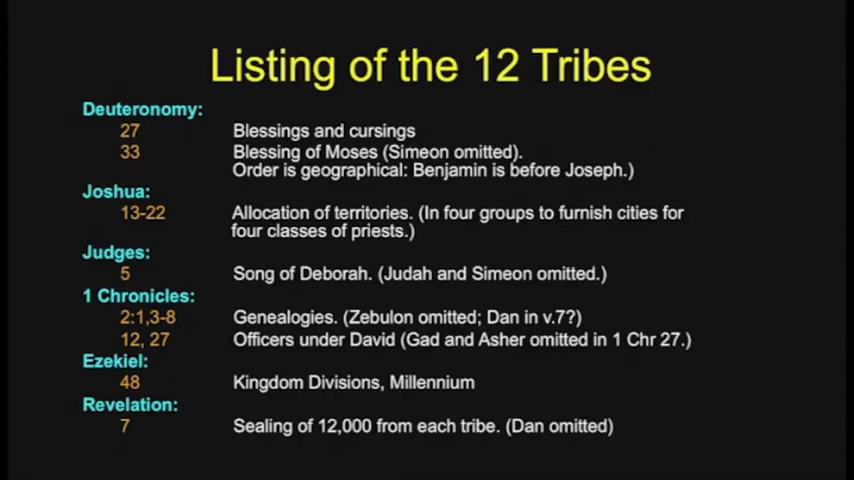 Listing of the 12 Tribes
Deuteronomy:
27 Blessings and cursings
33 Blessing of Moses (Simeon omitted).
Order is geographical: Benjamin is before Joseph.)
Joshua:
13-22 Allocation of territories. (In four groups to furnish cities for
four classes of priests.)
Judges:
5 Song of Deborah. (Judah and Simeon omitted.)
1 Chronicles:
2:1,3-8 Genealogies. (Zebulon omitted; Dan in v.7?)
12, 27 Officers under David (Gad and Asher omitted in 1 Chr 27.)
Ezekiel:
48 Kingdom Divisions, Millennium
Revelation:
7 Sealing of 12,000 from each tribe. (Dan omitted)